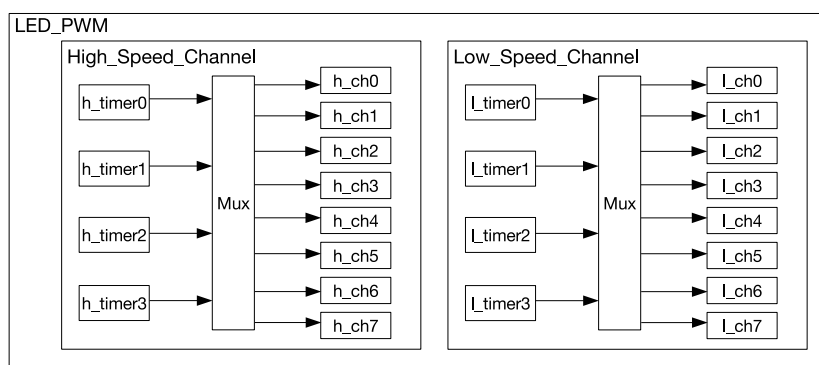 LED_PWM
High_Speed_Channel
h_timer0
h_timer1
h_timer2
h_timer3
Mux
h_ch0
h_ch1
h_ch2
h_ch3
h_ch4
h_ch5
h_ch6
h_ch7
Low_Speed_Channel
l_timer0
l_timer1
l_timer2
l_timer3
Mux
l_ch0
l_ch1
l_ch2
l_ch3
l_ch4
l_ch5
l_ch6
l_ch7